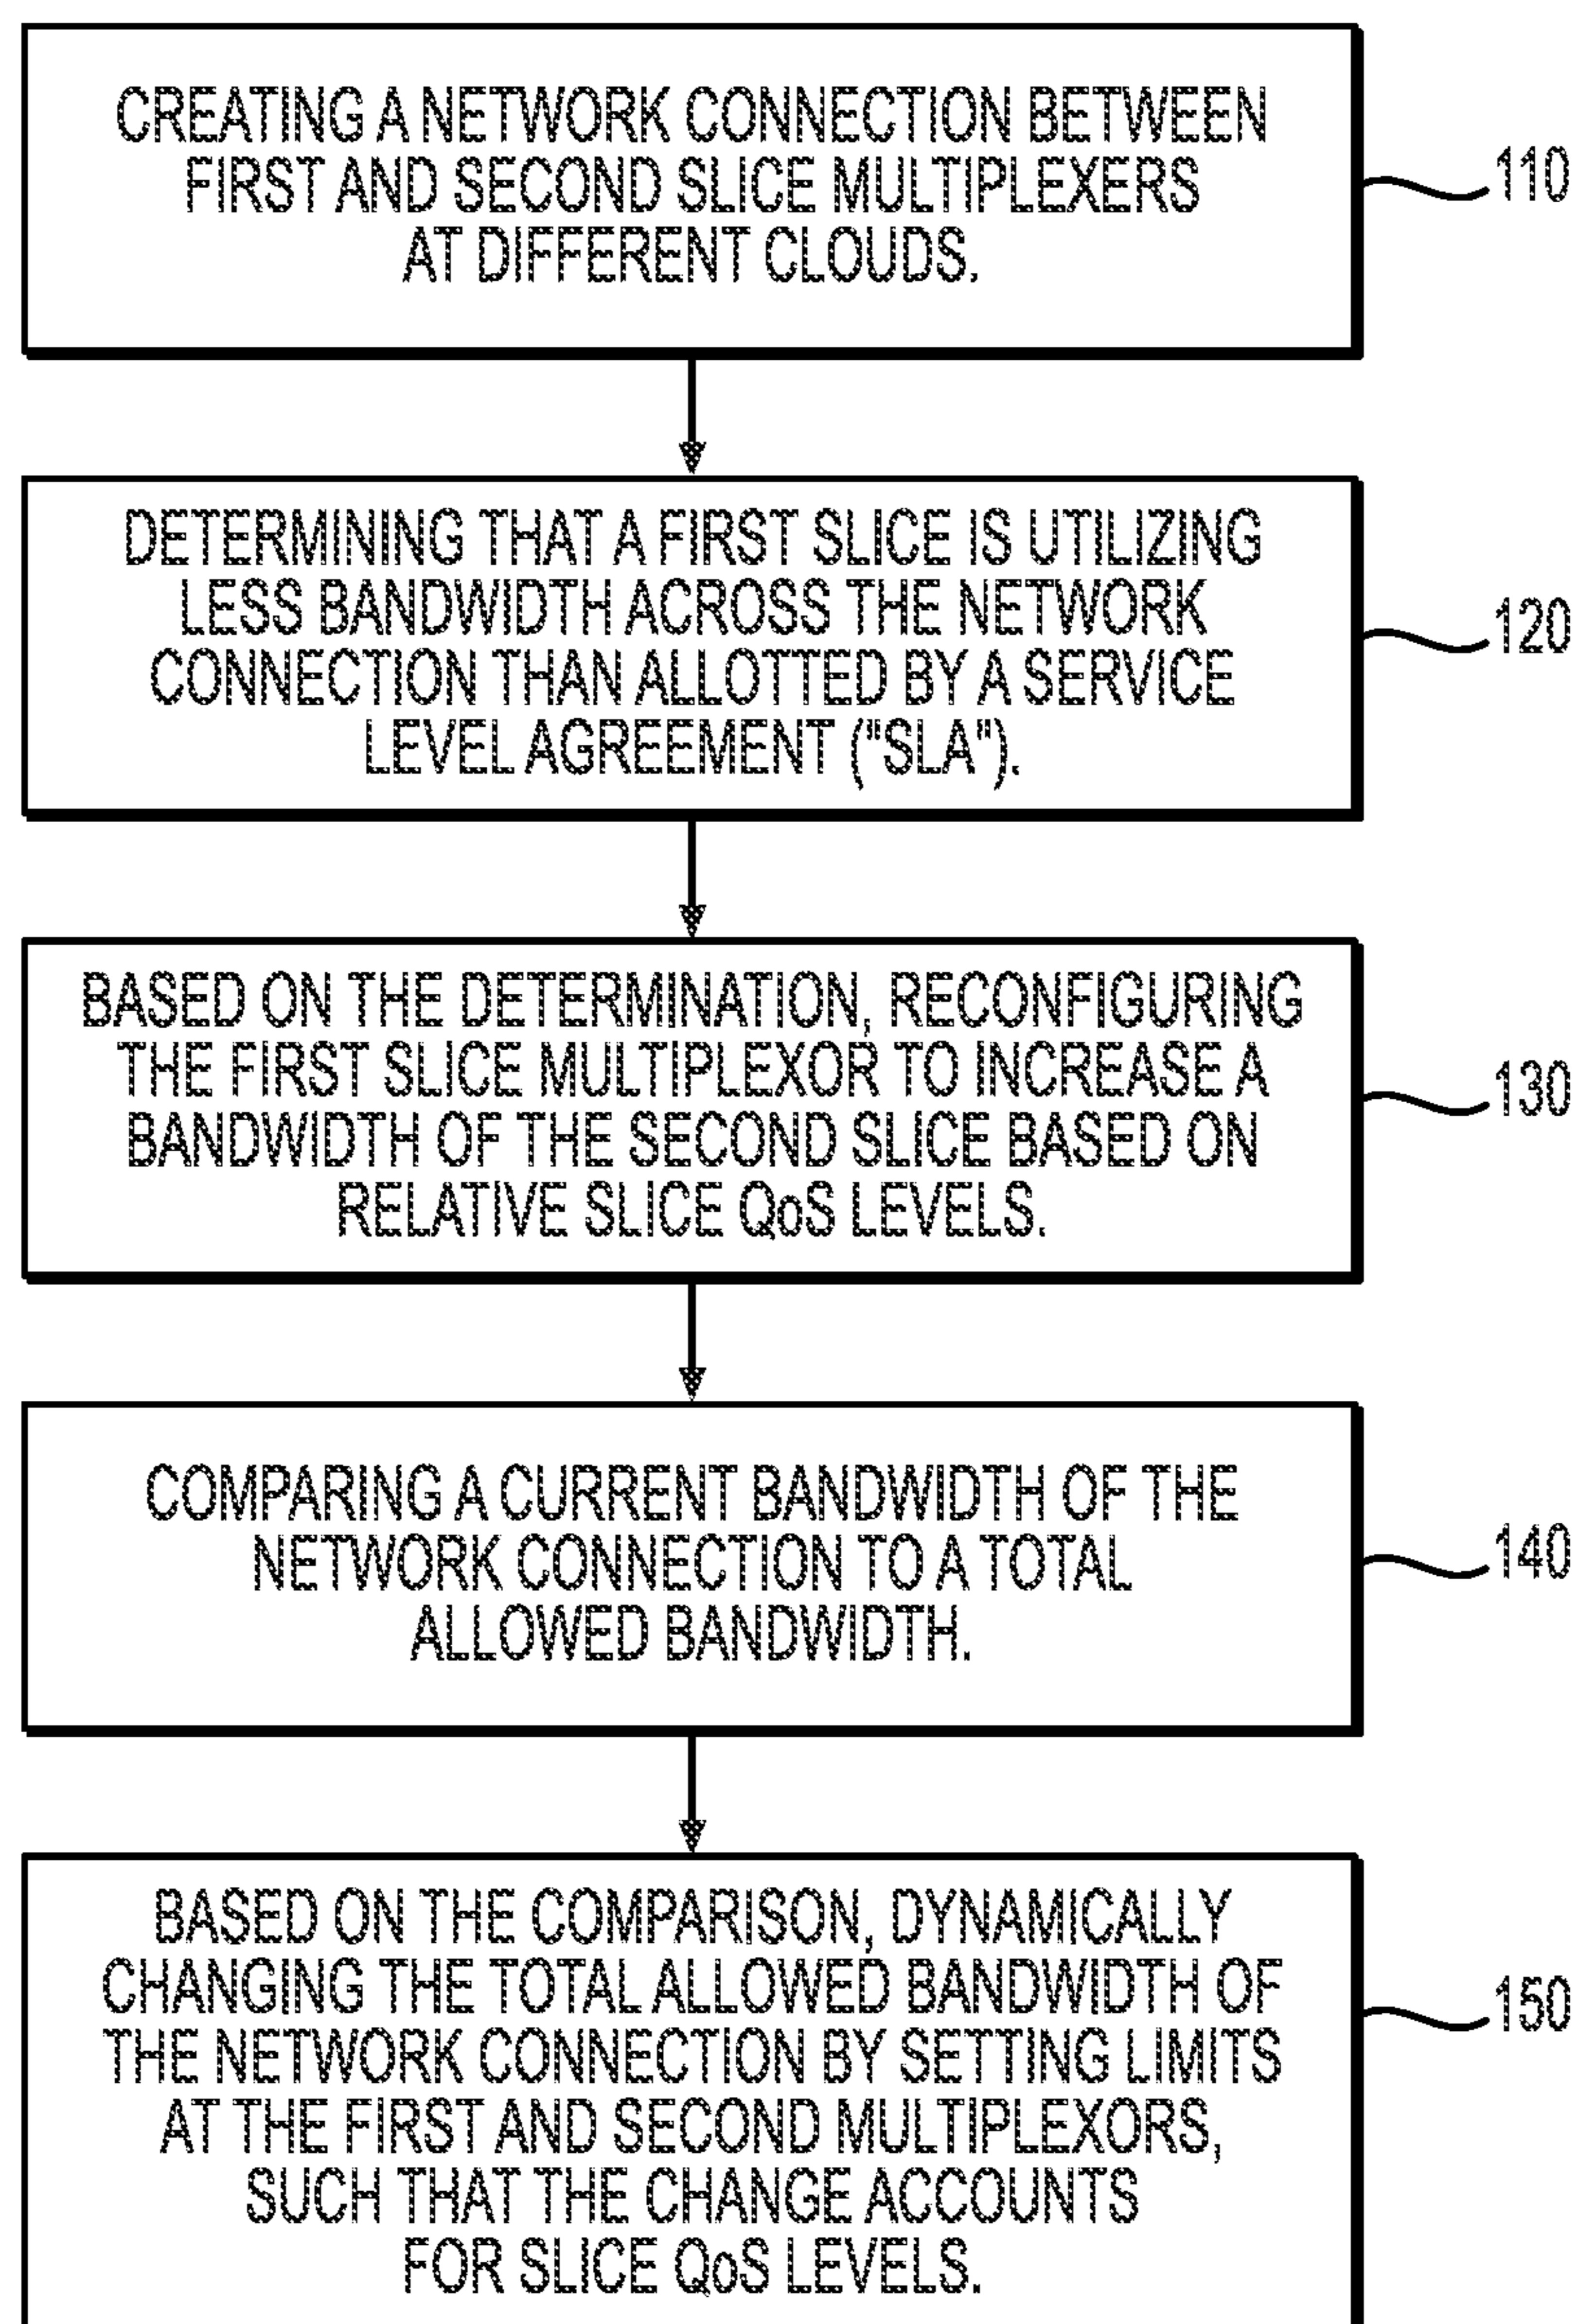 CREATING A NETWORK CONNECTION BETWEEN
FIRST AND SECOND SLICE MULTIPLEXERS
AT DIFFERENT CLOUDS.
110
DETERMINING THAT A FIRST SLICE IS UTILIZING
LESS BANDWIDTH ACROSS THE NETWORK
CONNECTION THAN ALLOTTED BY A SERVICE
LEVEL AGREEMENT ("SLA").
120
BASED ON THE DETERMINATION, RECONFIGURING
THE FIRST SLICE MULTIPLEXOR TO INCREASE A
BANDWIDTH OF THE SECOND SLICE BASED ON
RELATIVE SLICE QoS LEVELS.
130
COMPARING A CURRENT BANDWIDTH OF THE
NETWORK CONNECTION TO A TOTAL
ALLOWED BANDWIDTH.
140
BASED ON THE COMPARISON, DYNAMICALLY
CHANGING THE TOTAL ALLOWED BANDWIDTH OF
THE NETWORK CONNECTION BY SETTING LIMITS
AT THE FIRST AND SECOND MULTIPLEXORS,
SUCH THAT THE CHANGE ACCOUNTS
FOR SLICE QoS LEVELS.
150